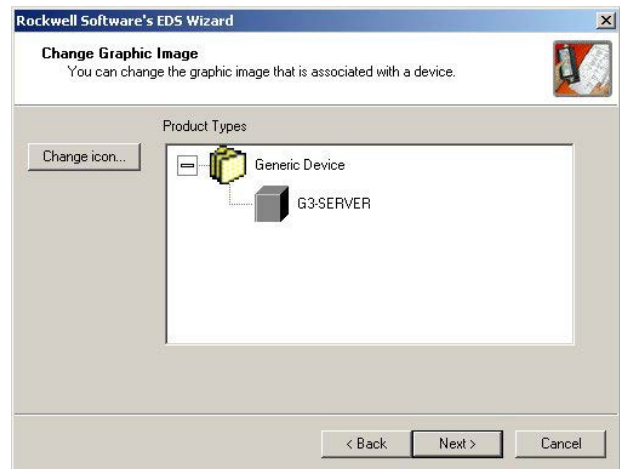 Rockwell Software's EDS Wizard
Change Graphic Image
You can change the graphic image that is associated with a device.
Product Types
Change icon...
Generic Device
G3-SERVER
< Back
Next >
Cancel